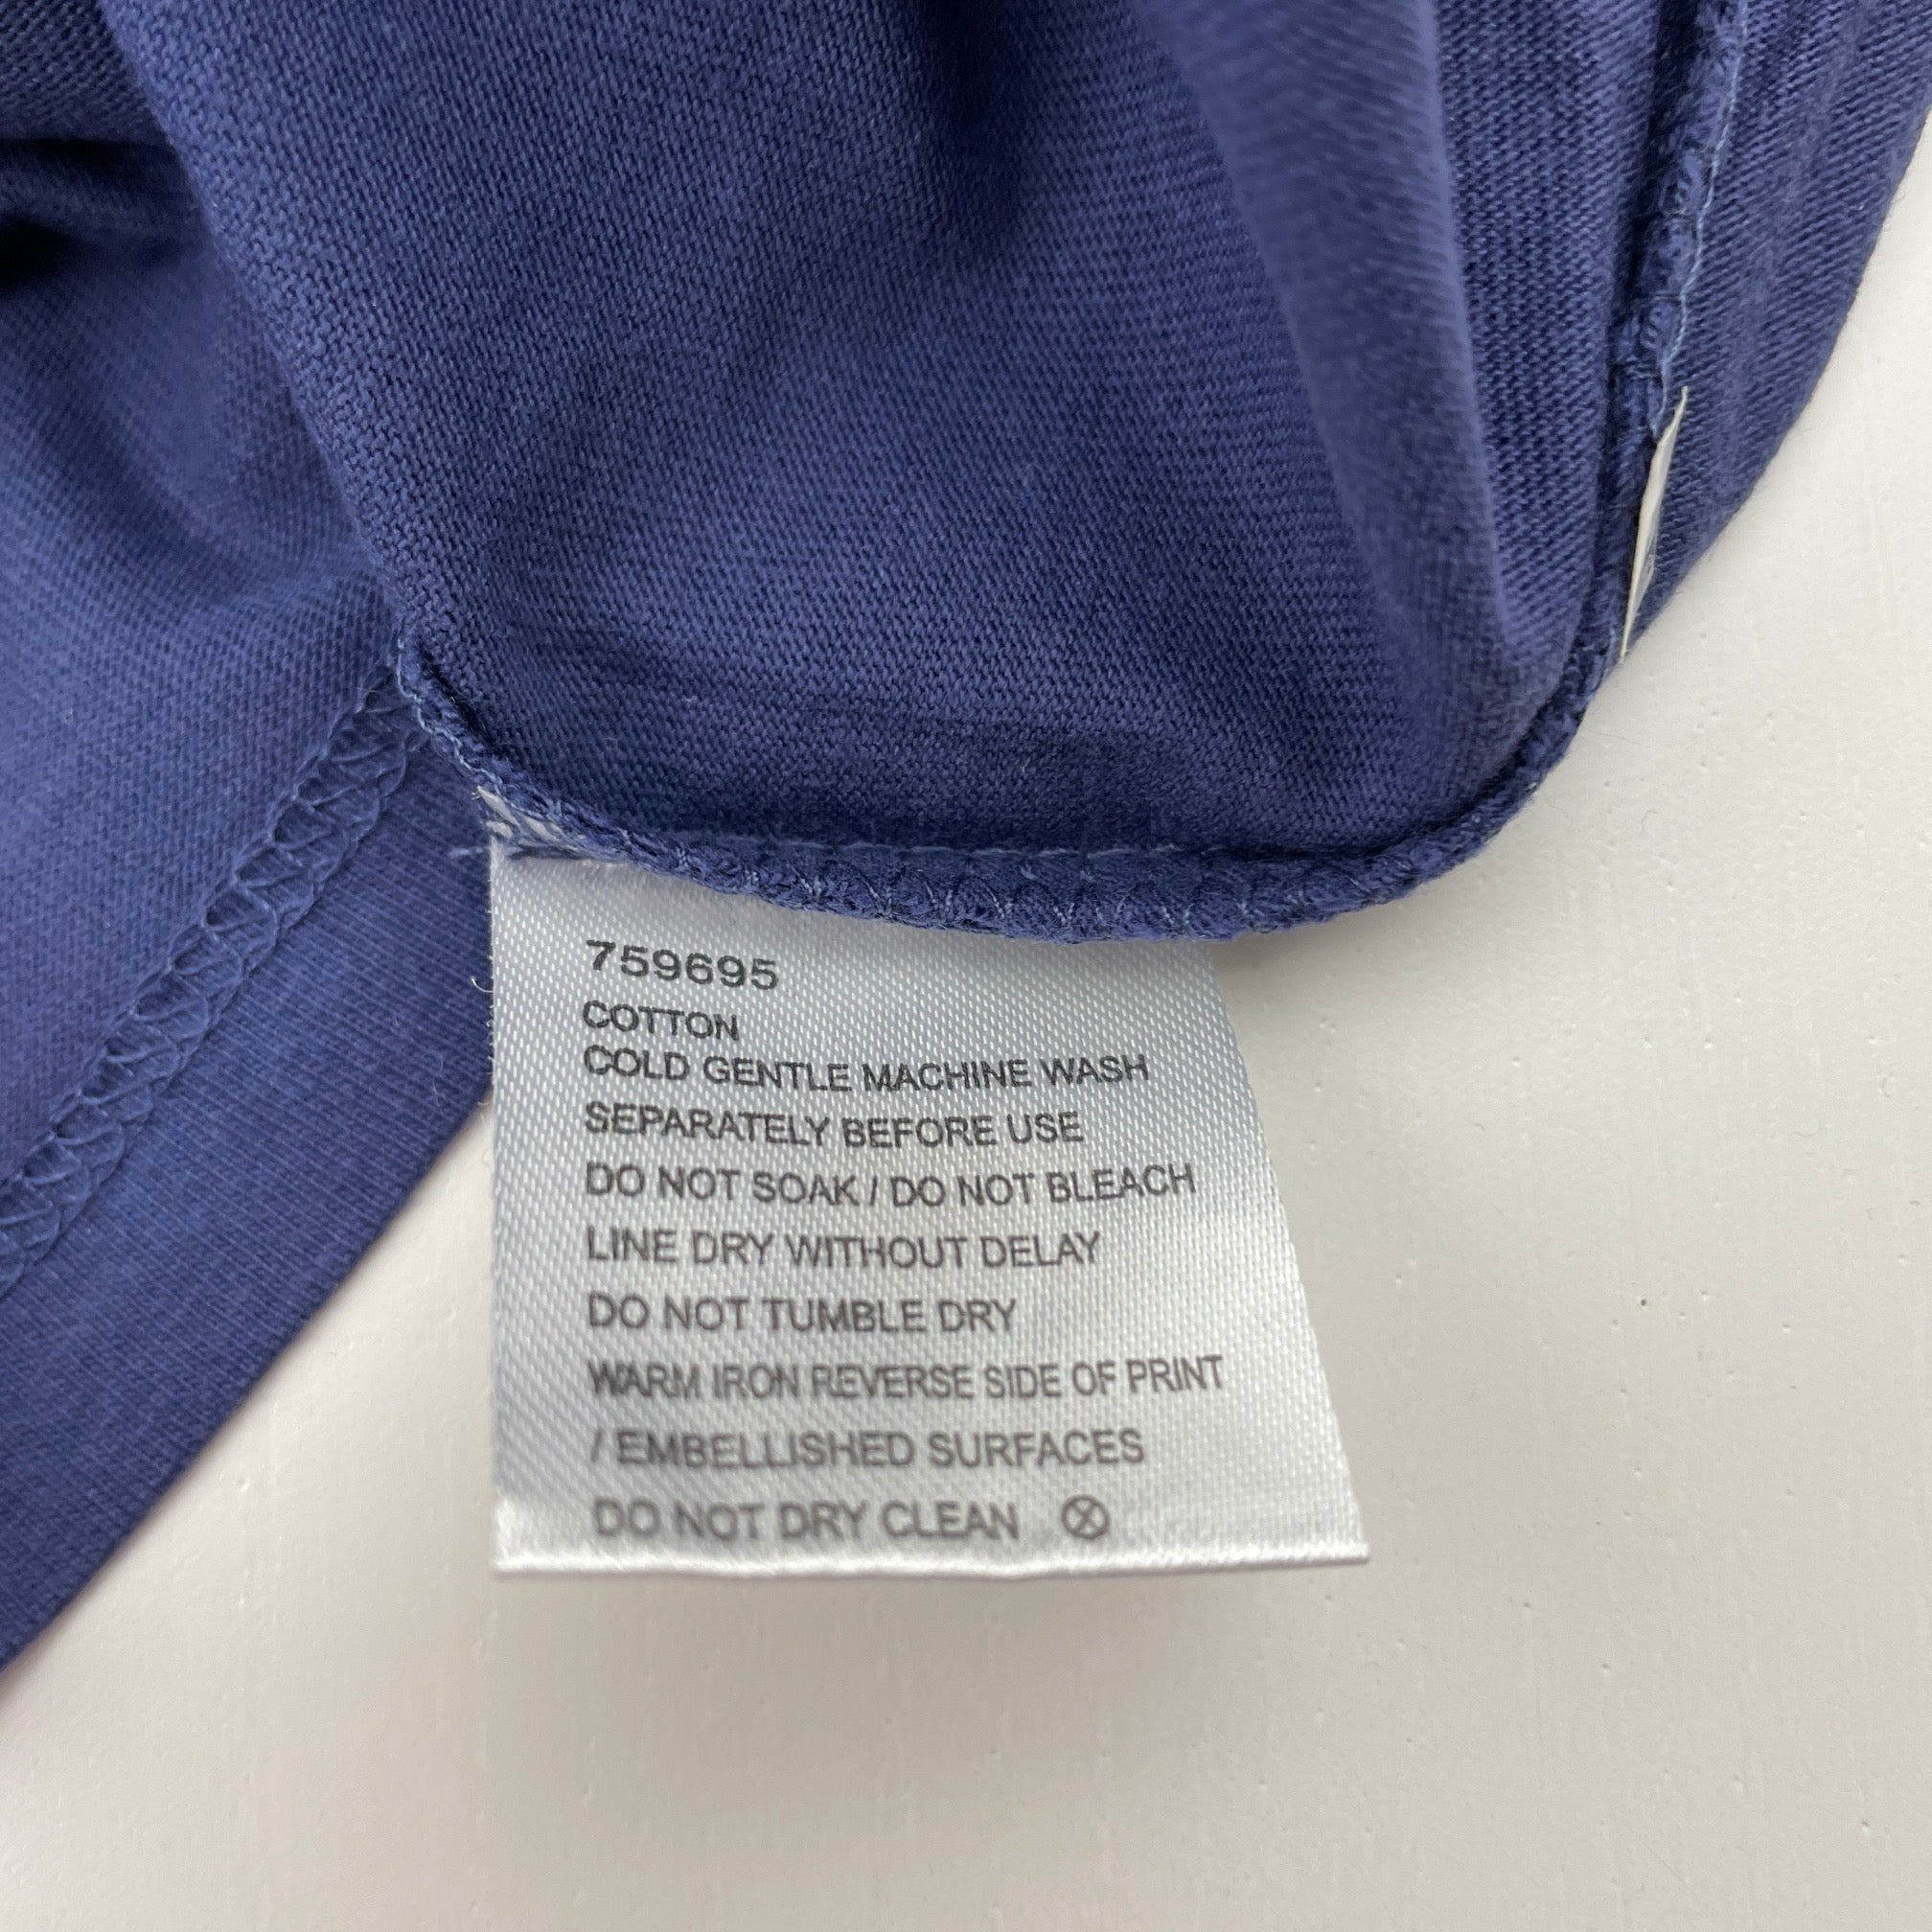 759695
COTTON
COLD GENTLE MACHINE WASH
SEPARATELY BEFORE USE
DO NOT SOAK / DO NOT BLEACH
LINE DRY WITHOUT DELAY
DO NOT TUMBLE DRY
WARM IRON REVERSE SIDE OF PRINT
/ EMBELLISHED SURFACES
DO NOT DRY CLEAN